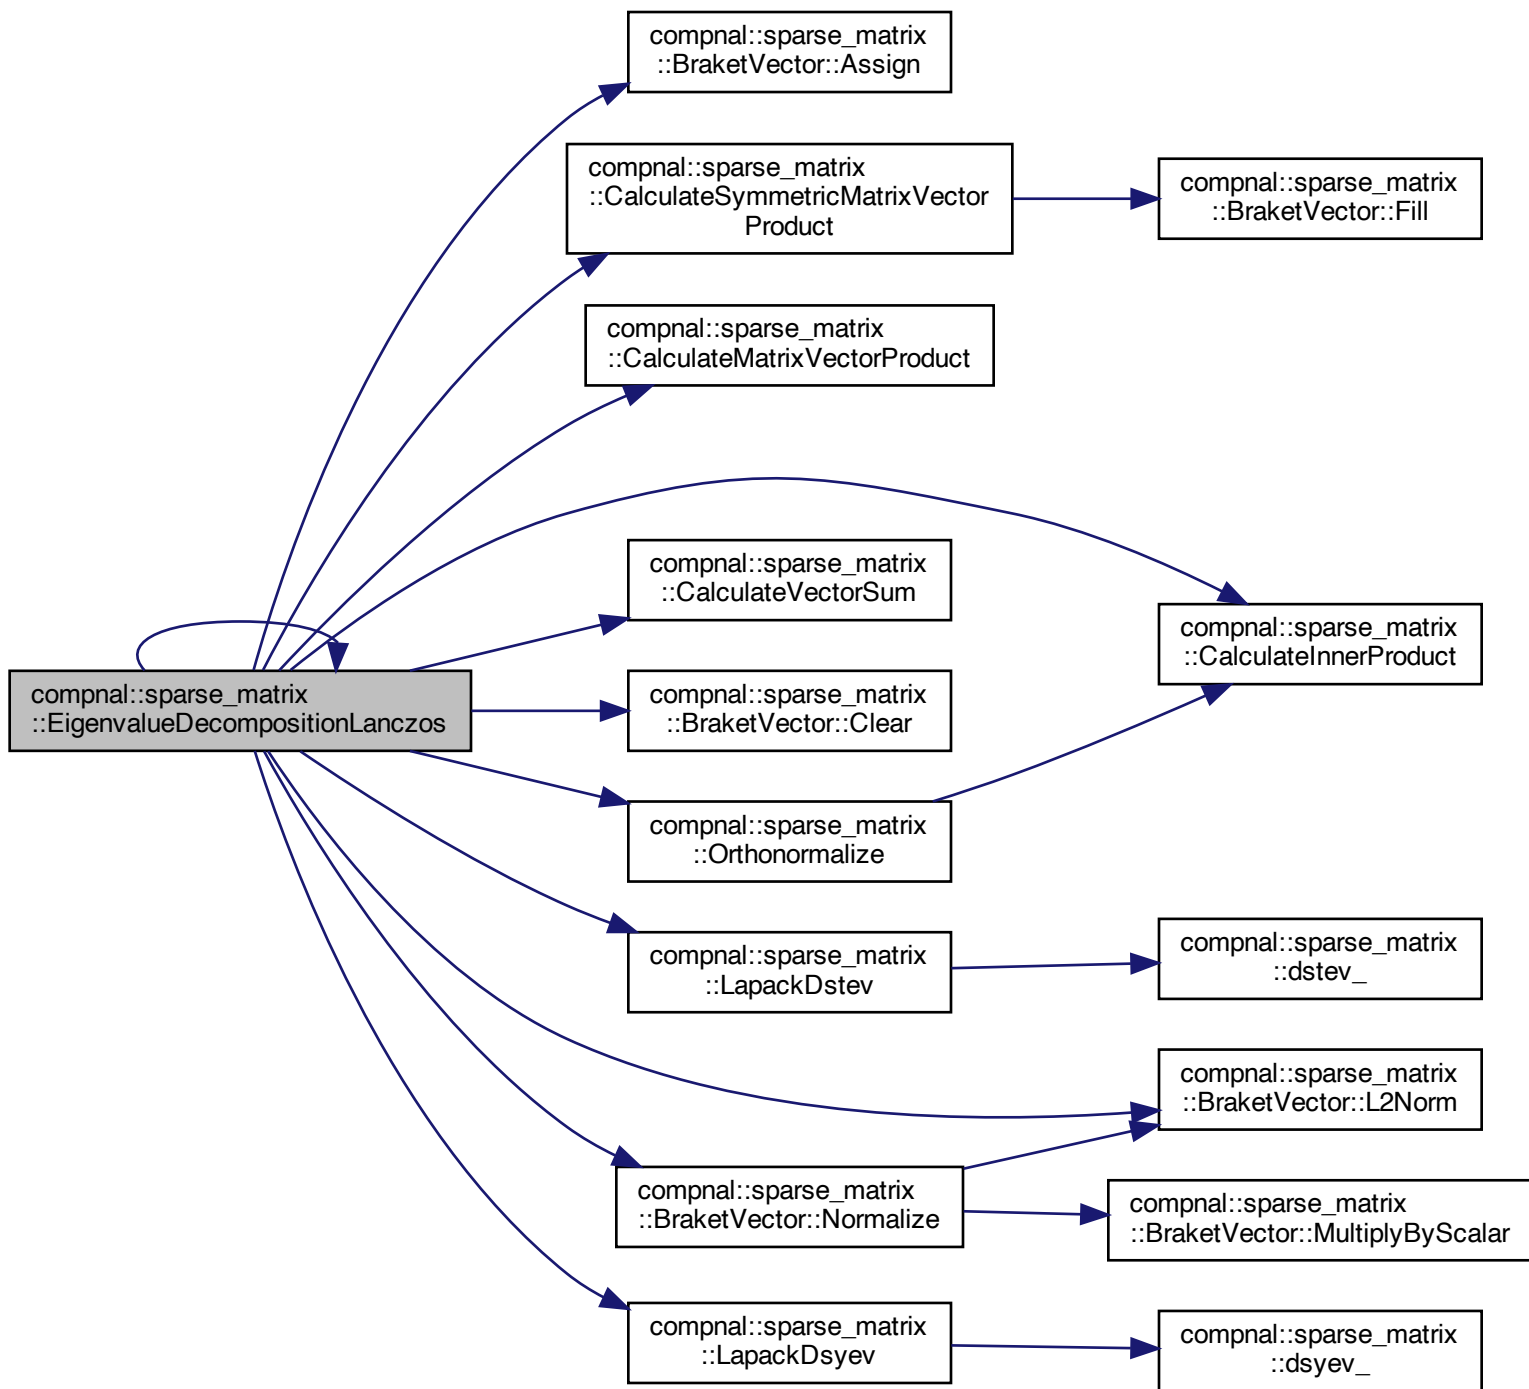 compnal::sparse_matrix
::BraketVector::Assign
compnal::sparse_matrix
::CalculateSymmetricMatrixVector
Product
compnal::sparse_matrix
::BraketVector::Fill
compnal::sparse_matrix
::CalculateMatrixVectorProduct
compnal::sparse_matrix
::CalculateVectorSum
compnal::sparse_matrix
::CalculateInnerProduct
compnal::sparse_matrix
::EigenvalueDecompositionLanczos
compnal::sparse_matrix
::BraketVector::Clear
compnal::sparse_matrix
::Orthonormalize
compnal::sparse_matrix
::LapackDstev
compnal::sparse_matrix
::dstev_
compnal::sparse_matrix
::BraketVector::L2Norm
compnal::sparse_matrix
::BraketVector::Normalize
compnal::sparse_matrix
::BraketVector::MultiplyByScalar
compnal::sparse_matrix
::LapackDsyev
compnal::sparse_matrix
::dsyev_